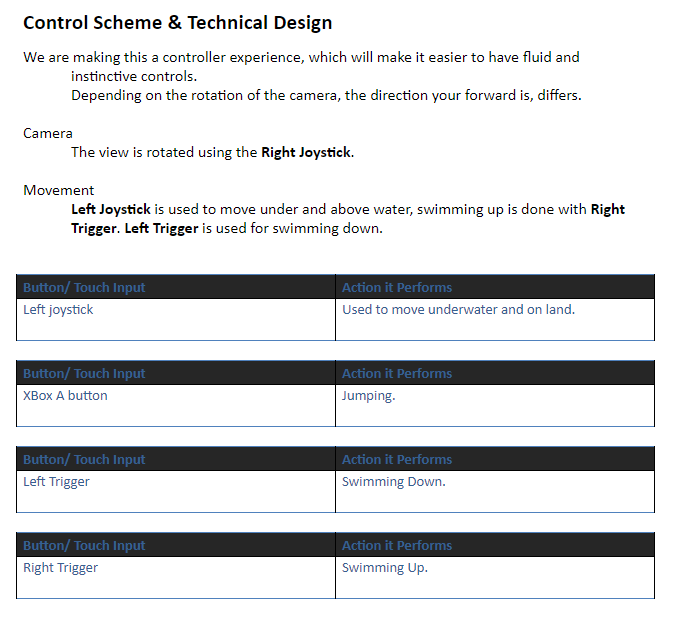 Control Scheme & Technical Design
We are making this a controller experience, which will make it easier to have fluid and
instinctive controls.
Depending on the rotation of the camera, the direction your forward is, differs.
Camera
The view is rotated using the Right Joystick.
Movement
Left Joystick is used to move under and above water, swimming up is done with Right
Trigger. Left Trigger is used for swimming down.
Button/ Touch Input Action it Performs
Left joystick Used to move underwater and on land.
Button/ Touch Input Action it Performs
XBox A button Jumping.
Button/ Touch Input Action it Performs
Left Trigger Swimming Down.
Button/ Touch Input Action it Performs
Right Trigger Swimming Up.